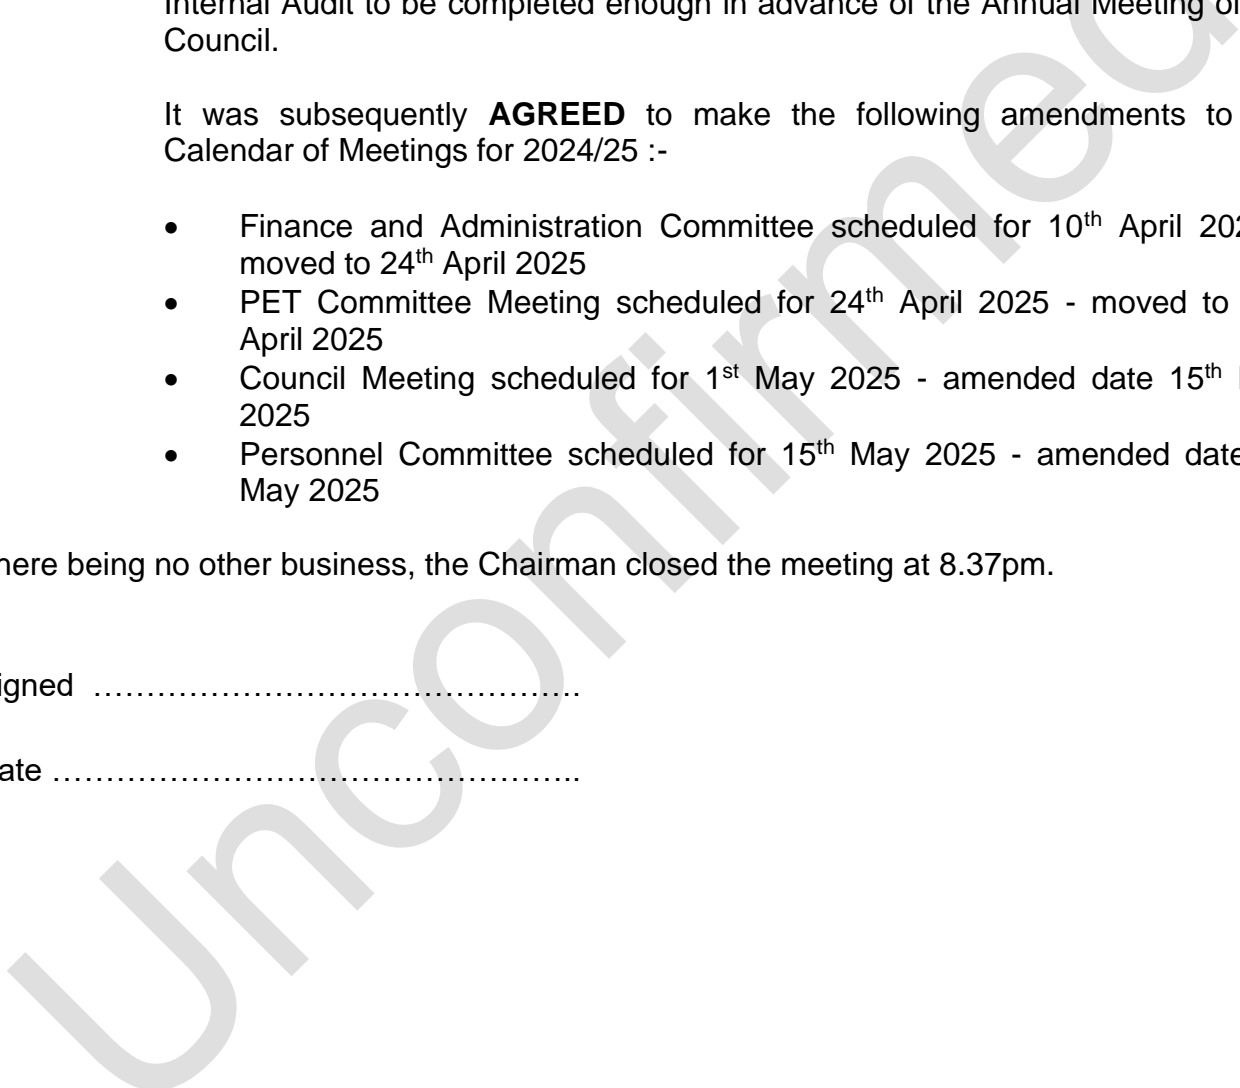 Internal Audit to be completed enough in advance of the Annual Meeting of
Council.
It was subsequently AGREED to make the following amendments to
Calendar of Meetings for 2024/25 :-
• Finance and Administration Committee scheduled for 10th April 202
moved to 24th April 2025
• PET Committee Meeting scheduled for 24th April 2025 - moved to
April 2025
• Council Meeting scheduled for 1st May 2025 - amended date 15th
2025
• Personnel Committee scheduled for 15th May 2025 - amended date
May 2025
here being no other business, the Chairman closed the meeting at 8.37pm.
igned ……………………………………….
ate …………………………………………..
Unconfirmed